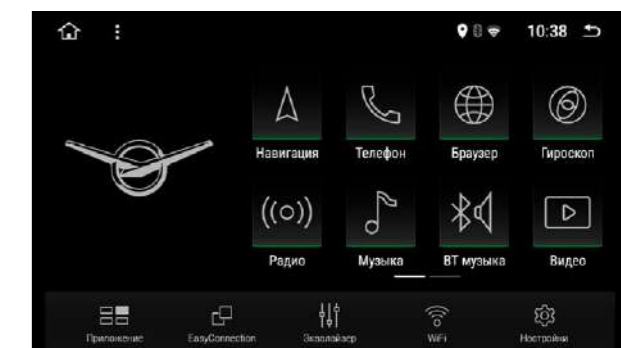 10:38
Навигация Телефон Браузер Гироскоп
Радио Музыка BT музыка Видео
Приложение EasyConnection Эквалайзер WiFi Настройки